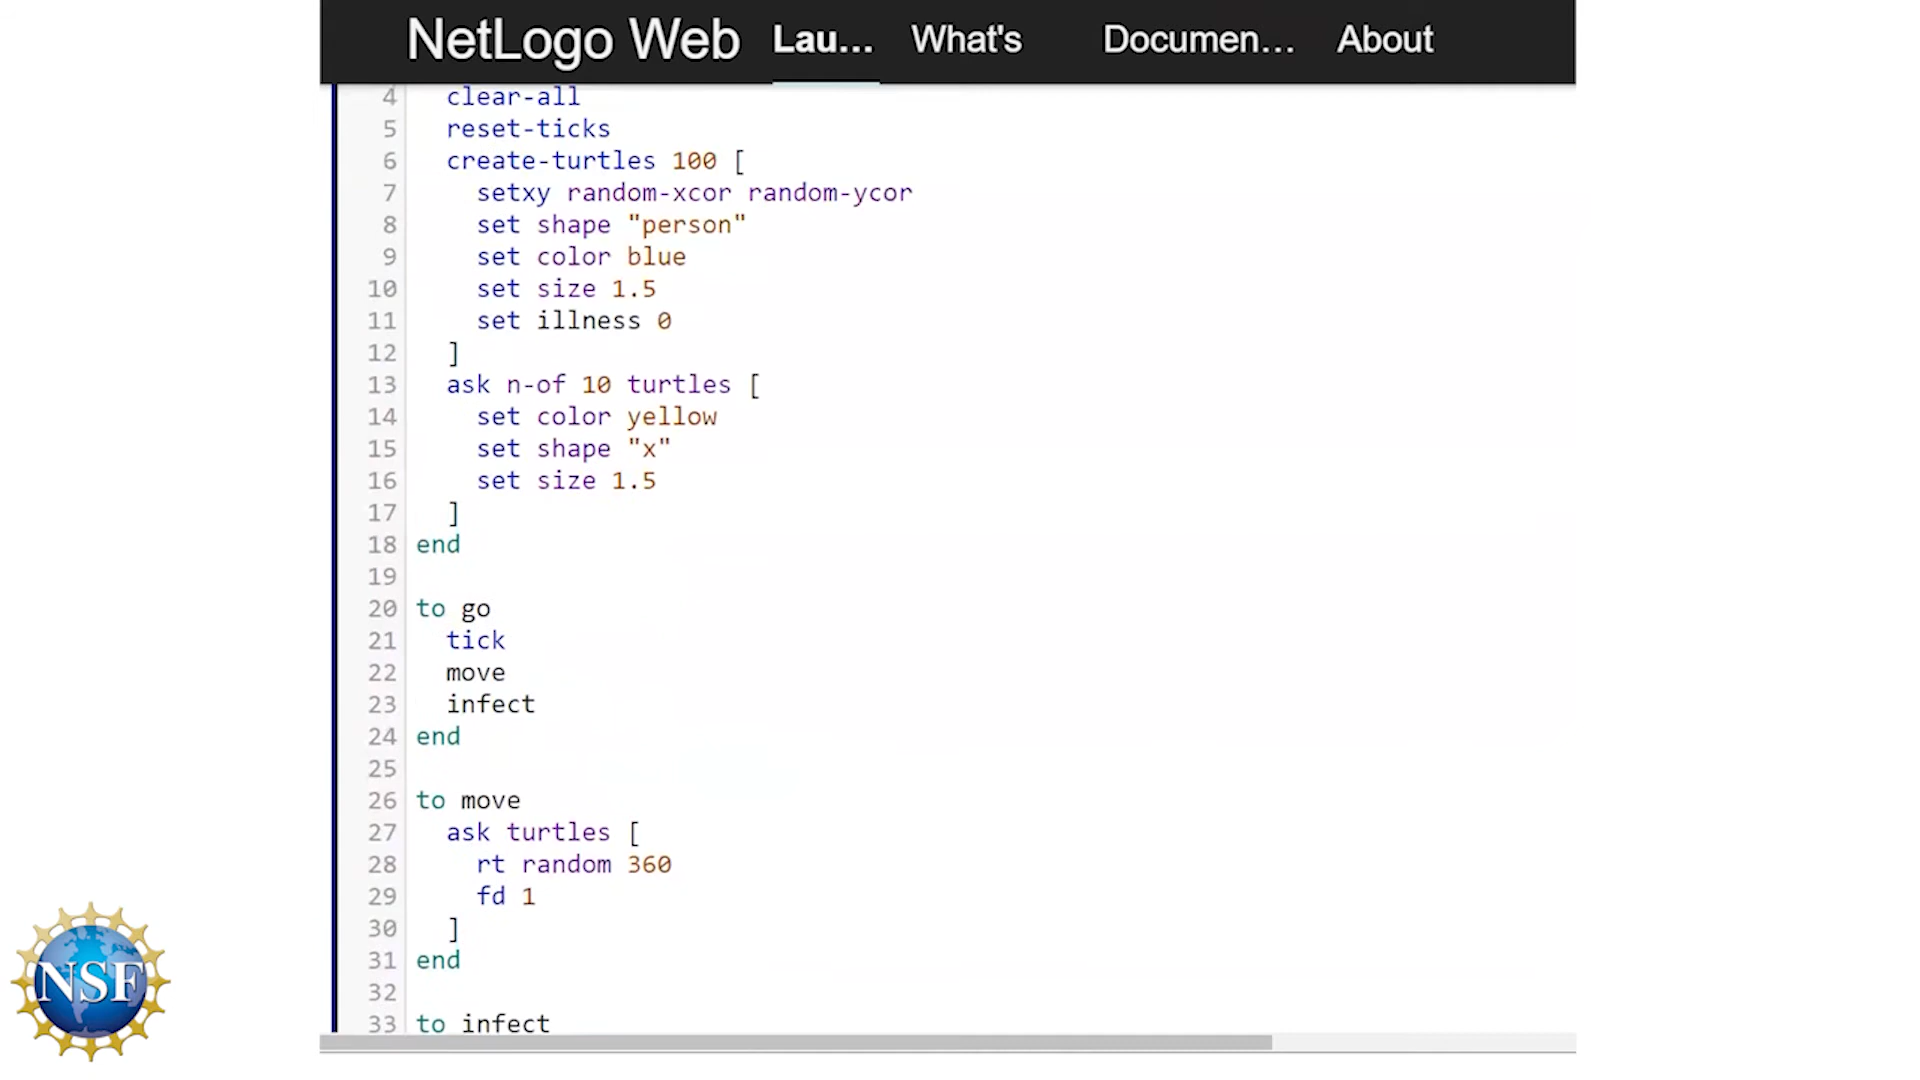 NetLogo Web Lau... What's Documen... About
4 clear-all
5 reset-ticks
6 create-turtles 100 [
7 setxy random-xcor random-ycor
8 set shape "person"
9 set color blue
10 set size 1.5
11 set illness 0
12 ]
13 ask n-of 10 turtles [
14 set color yellow
15 set shape "x"
16 set size 1.5
17 ]
18 end
19
20 to go
21 tick
22 move
23 infect
24 end
25
26 to move
27 ask turtles [
28 rt random 360
29 fd 1
30 ]
31 end
32
33 to infect
NSF